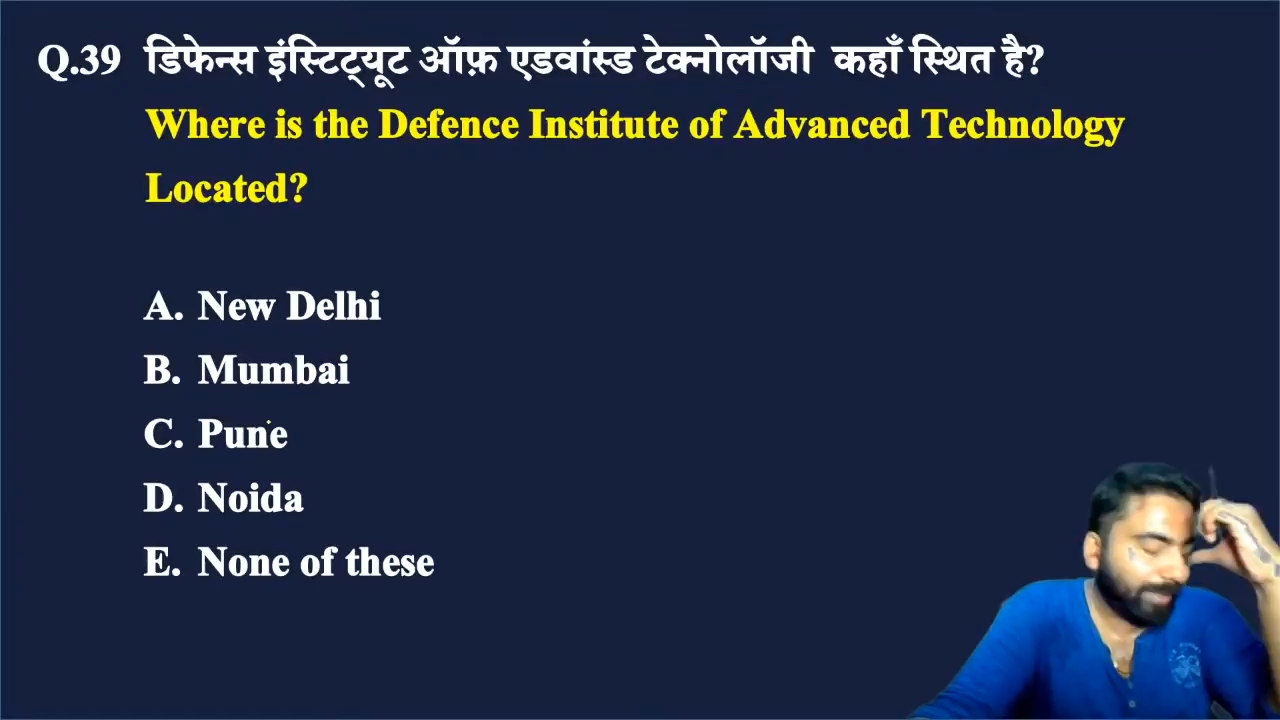 Q.39 डिफेन्स इंस्टिट्यूट ऑफ़ एडवांस्ड टेक्नोलॉजी कहाँ स्थित है?
Where is the Defence Institute of Advanced Technology
Located?
A. New Delhi
B. Mumbai
C. Pune
D. Noida
E. None of these